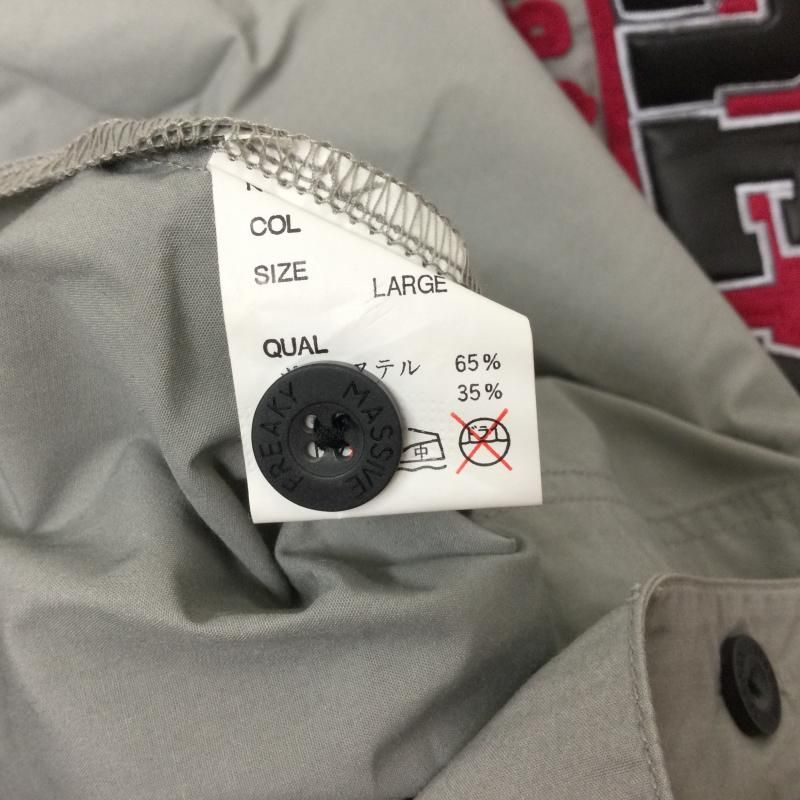 COL
SIZE
LARGE
QUAL
ステル 65%
35%
中
ドライ
FREAKY MASSIVE